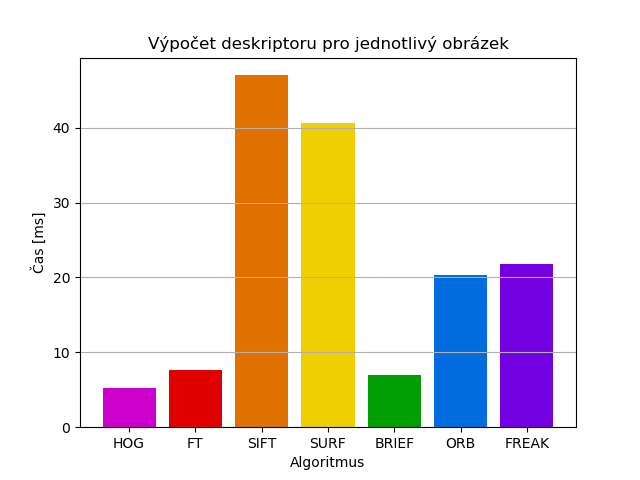 Výpočet deskriptoru pro jednotlivý obrázek
Čas [ms]
40
30
20
10
0
HOG FT SIFT SURF BRIEF ORB FREAK
Algoritmus